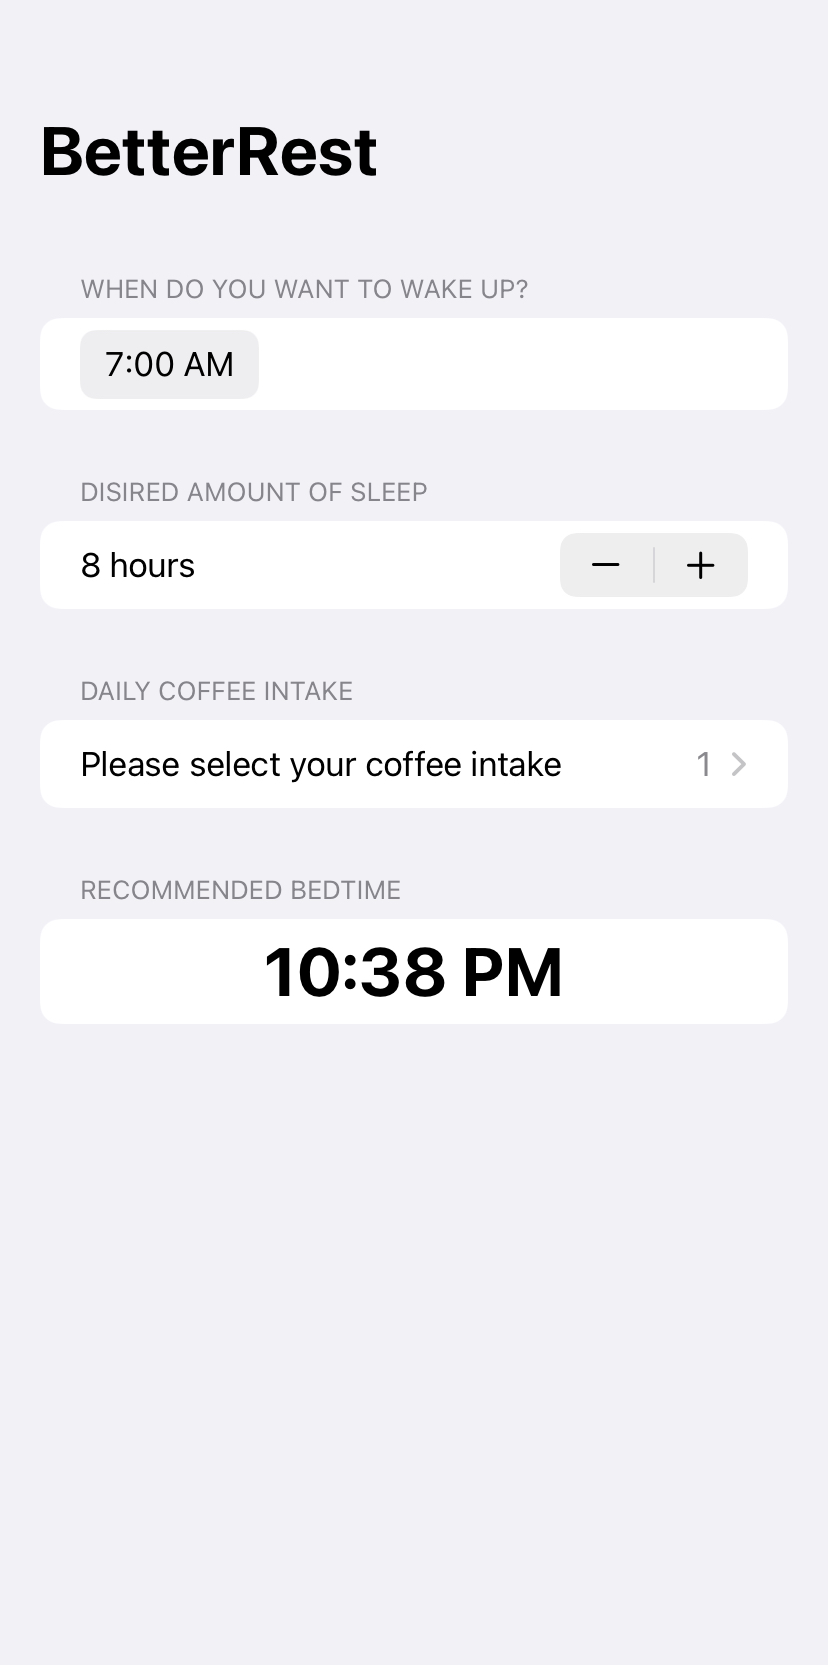 BetterRest
WHEN DO YOU WANT TO WAKE UP?
7:00 AM
DISIRED AMOUNT OF SLEEP
8 hours
DAILY COFFEE INTAKE
Please select your coffee intake 1
RECOMMENDED BEDTIME
10:38 PM